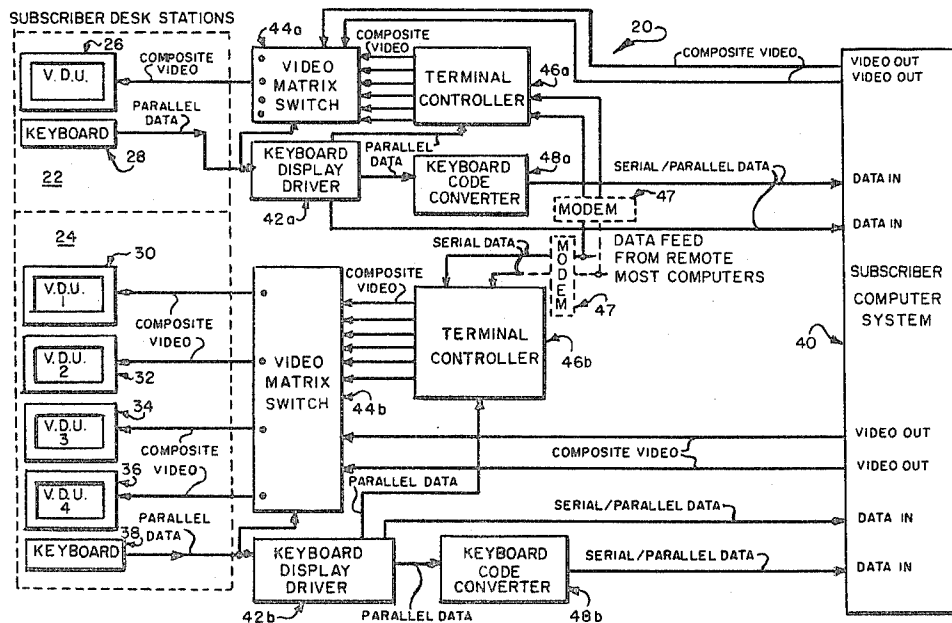 SUBSCRIBER DESK STATIONS
26
V.D.U.
COMPOSITE VIDEO
KEYBOARD
PARALLEL DATA
28
22
44a
VIDEO MATRIX SWITCH
COMPOSITE VIDEO
TERMINAL CONTROLLER
46a
20
COMPOSITE VIDEO
VIDEO OUT
VIDEO OUT
KEYBOARD DISPLAY DRIVER
42a
PARALLEL DATA
48a
KEYBOARD CODE CONVERTER
SERIAL/PARALLEL DATA
DATA IN
MODEM
47
DATA IN
24
30
V.D.U. 1
COMPOSITE VIDEO
V.D.U. 2
32
34
V.D.U. 3
COMPOSITE VIDEO
36
V.D.U. 4
KEYBOARD
38
PARALLEL DATA
VIDEO MATRIX SWITCH
44b
COMPOSITE VIDEO
SERIAL DATA
MODEM
47
DATA FEED
FROM REMOTE
MOST COMPUTERS
TERMINAL CONTROLLER
46b
40
SUBSCRIBER
COMPUTER
SYSTEM
VIDEO OUT
COMPOSITE VIDEO
VIDEO OUT
PARALLEL DATA
SERIAL/PARALLEL DATA
DATA IN
KEYBOARD DISPLAY DRIVER
42b
PARALLEL DATA
KEYBOARD CODE CONVERTER
48b
SERIAL/PARALLEL DATA
DATA IN